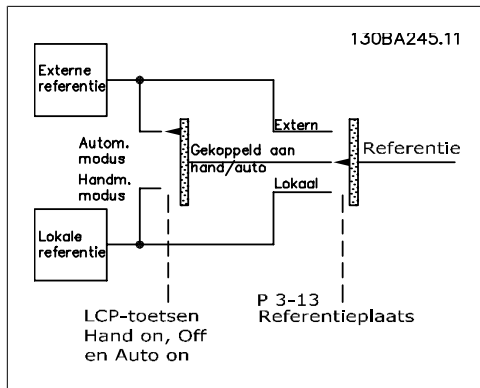 130BA245.11
Externe
referentie
Extern
Autom.
modus
Gekoppeld aan
hand/auto
Referentie
Handm.
modus
Lokaal
Lokale
referentie
LCP-toetsen
Hand on, Off
en Auto on
P 3-13
Referentieplaats